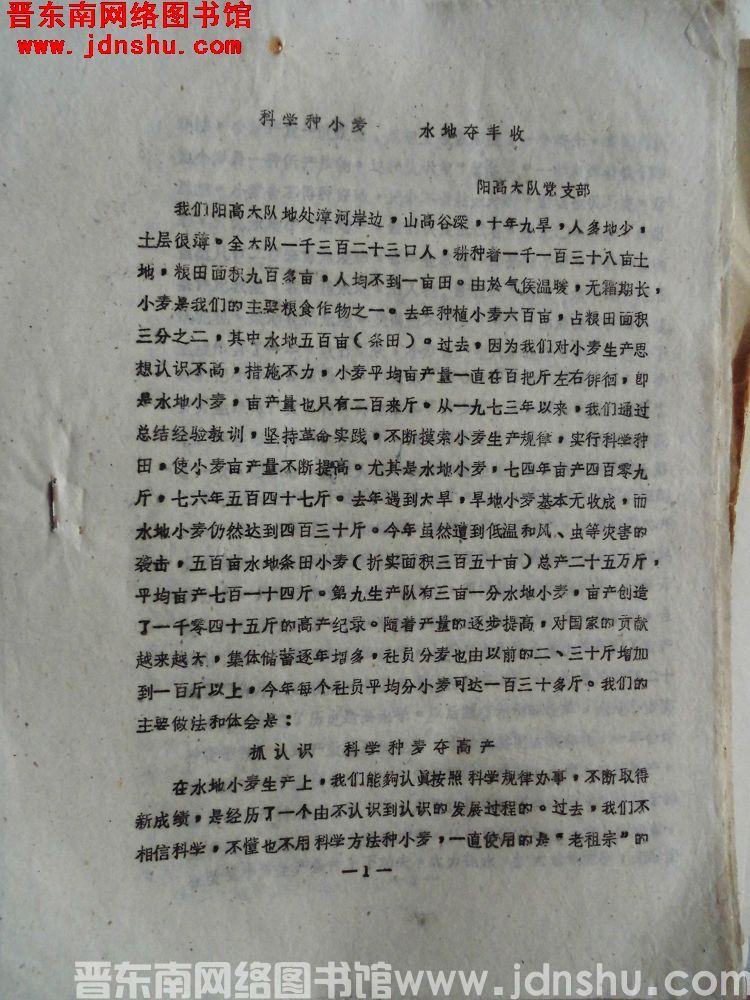 晋东南网络图书馆
www.jdnshu.com
科学种小麦 水地夺丰收
阳高大队党支部
我们阳高大队地处漳河岸边，山高谷深，十年九旱，人多地少，
土层很薄。全大队一千三百二十三口人，耕种着一千一百三十八亩土
地，粮田面积九百多亩，人均不到一亩田。由於气侯温暖，无霜期长，
小麦是我们的主要粮食作物之一。去年种植小麦六百亩，占粮田面积
三分之二，其中水地五百亩（条田）。过去，因为我们对小麦生产思
想认识不高，措施不力，小麦平均亩产量一直在百把斤左右徘徊，即
是水地小麦，亩产量也只有二百来斤。从一九七三年以来，我们通过
总结经验教训，坚持革命实践，不断摸索小麦生产规律，实行科学种
田，使小麦亩产量不断提高。尤其是水地小麦，七四年亩产四百零九
斤，七六年五百四十七斤。去年遇到大旱，旱地小麦基本无收成，而
水地小麦仍然达到四百三十斤。今年虽然遭到低温和风、虫等灾害的
袭击，五百亩水地条田小麦（折实面积三百五十亩）总产二十五万斤，
平均亩产七百一十四斤。第九生产队有三亩一分水地小麦，亩产创造
了一千零四十五斤的高产纪录。随着产量的逐步提高，对国家的贡献
越来越大，集体储蓄逐年增多，社员分麦也由以前的二、三十斤增加
到一百斤以上，今年每个社员平均分小麦可达一百三十多斤。我们的
主要做法和体会是：
抓认识 科学种麦夺高产
在水地小麦生产上，我们能夠认真按照科学规律办事，不断取得
新成绩，是经历了一个由不认识到认识的发展过程的。过去，我们不
相信科学，不懂也不用科学方法种小麦，一直使用的是“老祖宗”的
—1—
晋东南网络图书馆www.jdnshu.com